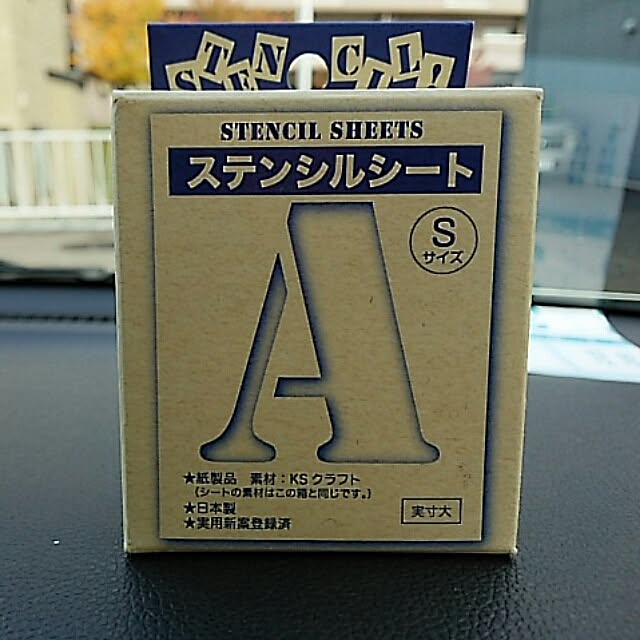 STENCIL
STENCIL SHEETS
ステンシルシート
S
サイズ
A
★紙製品 素材:KSクラフト
(シートの素材はこの箱と同じです。)
★日本製
★実用新案登録済
実寸大